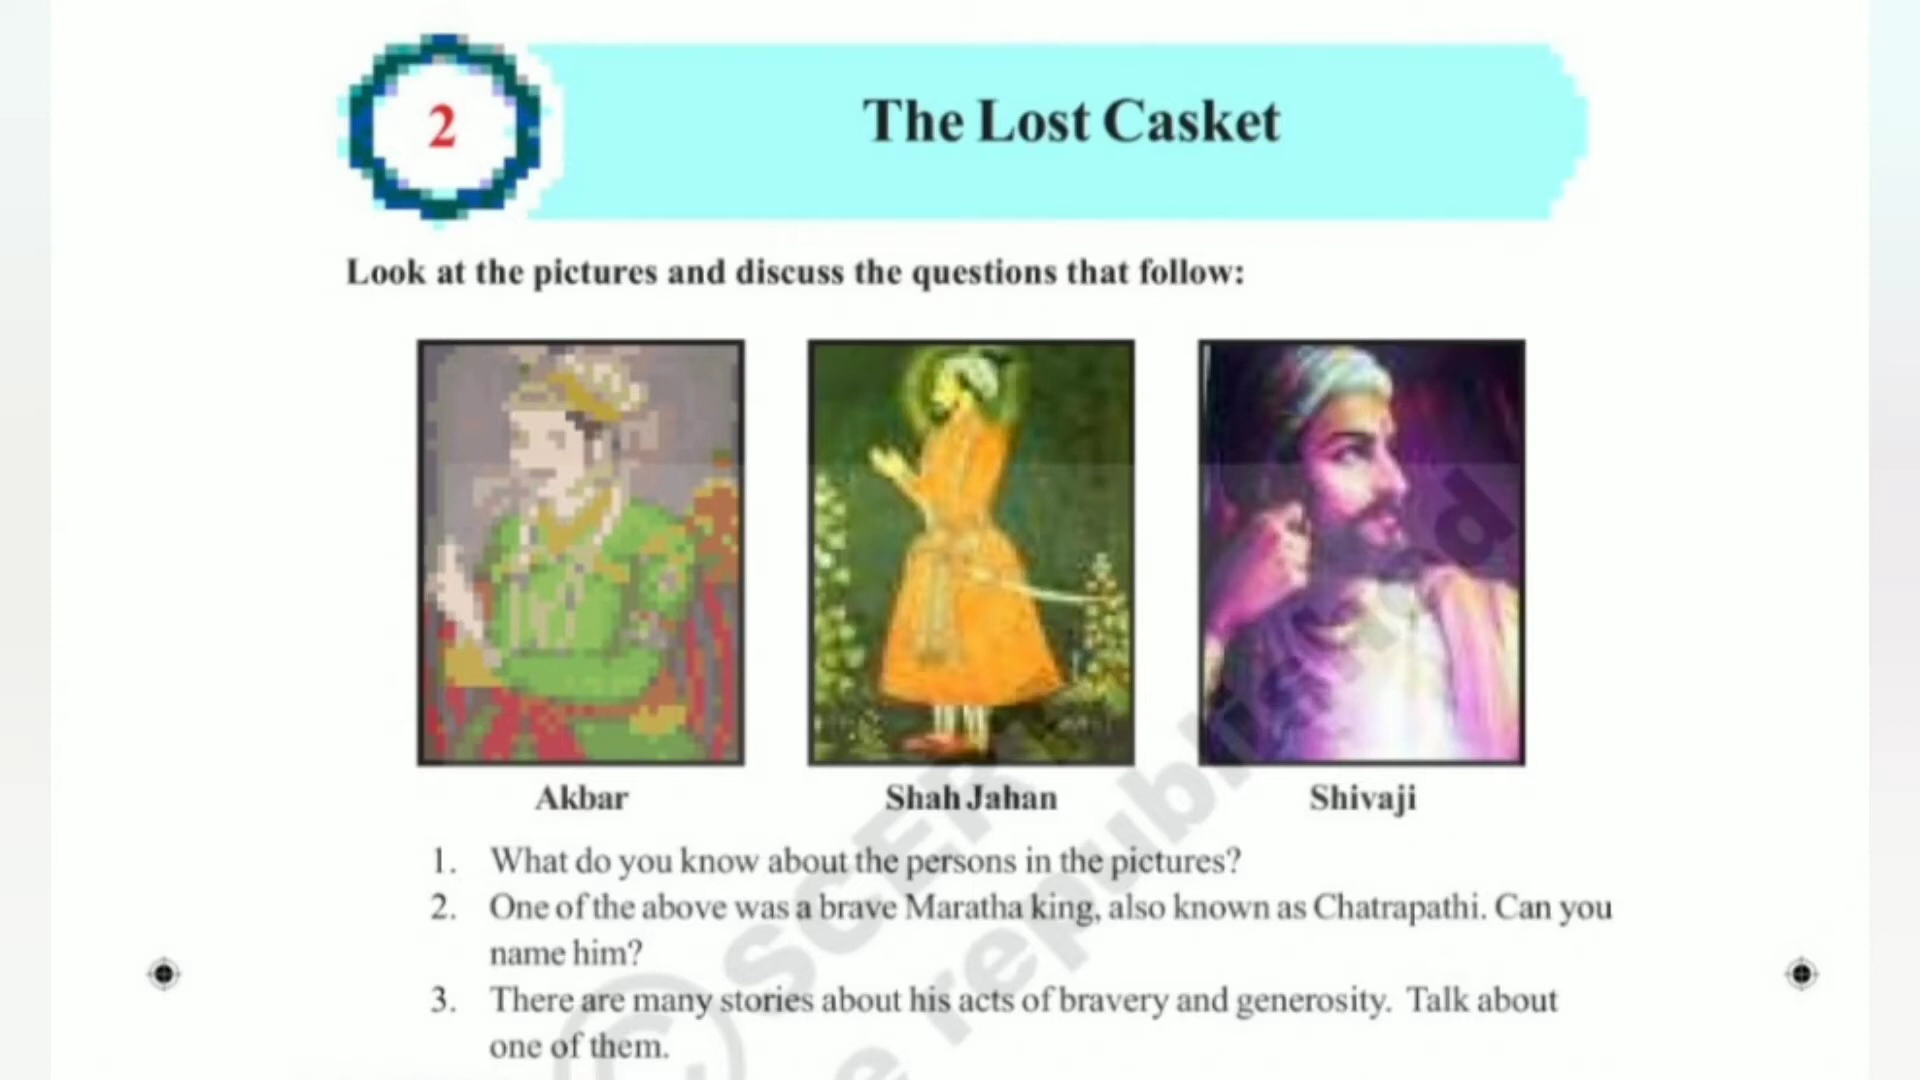 2
The Lost Casket
Look at the pictures and discuss the questions that follow:
Akbar
Shah Jahan
Shivaji
1. What do you know about the persons in the pictures?
2. One of the above was a brave Maratha king, also known as Chatrapathi. Can you
name him?
3. There are many stories about his acts of bravery and generosity. Talk about
one of them.